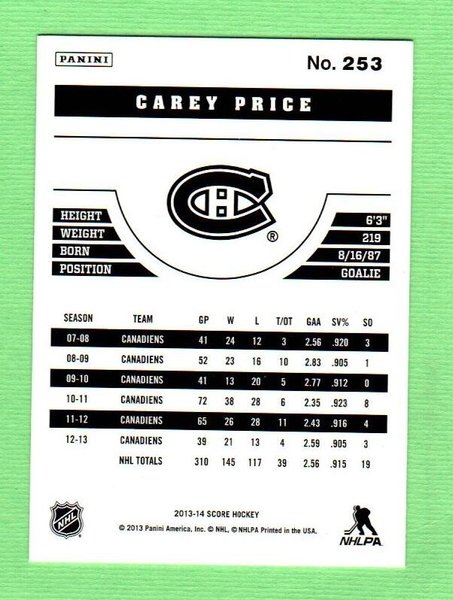 PANINI
No. 253
CAREY PRICE
CH
®
HEIGHT 6'3"
WEIGHT 219
BORN 8/16/87
POSITION GOALIE
SEASON TEAM GP W L T/OT GAA SV% SO
07-08 CANADIENS 41 24 12 3 2.56 .920 3
08-09 CANADIENS 52 23 16 10 2.83 .905 1
09-10 CANADIENS 41 13 20 5 2.77 .912 0
10-11 CANADIENS 72 38 28 6 2.35 .923 8
11-12 CANADIENS 65 26 28 11 2.43 .916 4
12-13 CANADIENS 39 21 13 4 2.59 .905 3
NHL TOTALS 310 145 117 39 2.56 .915 19
NHL
2013-14 SCORE HOCKEY
© 2013 Panini America, Inc. © NHL, © NHLPA Printed in the USA.
NHLPA